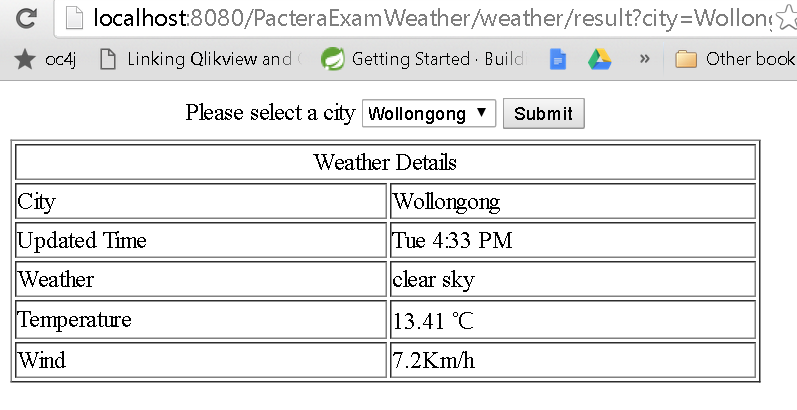 localhost:8080/PacteraExamWeather/weather/result?city=Wollong
oc4j Linking Qlikview and Getting Started · Build » Other book
Please select a city Wollongong Submit
Weather Details
City Wollongong
Updated Time Tue 4:33 PM
Weather clear sky
Temperature 13.41 ℃
Wind 7.2Km/h